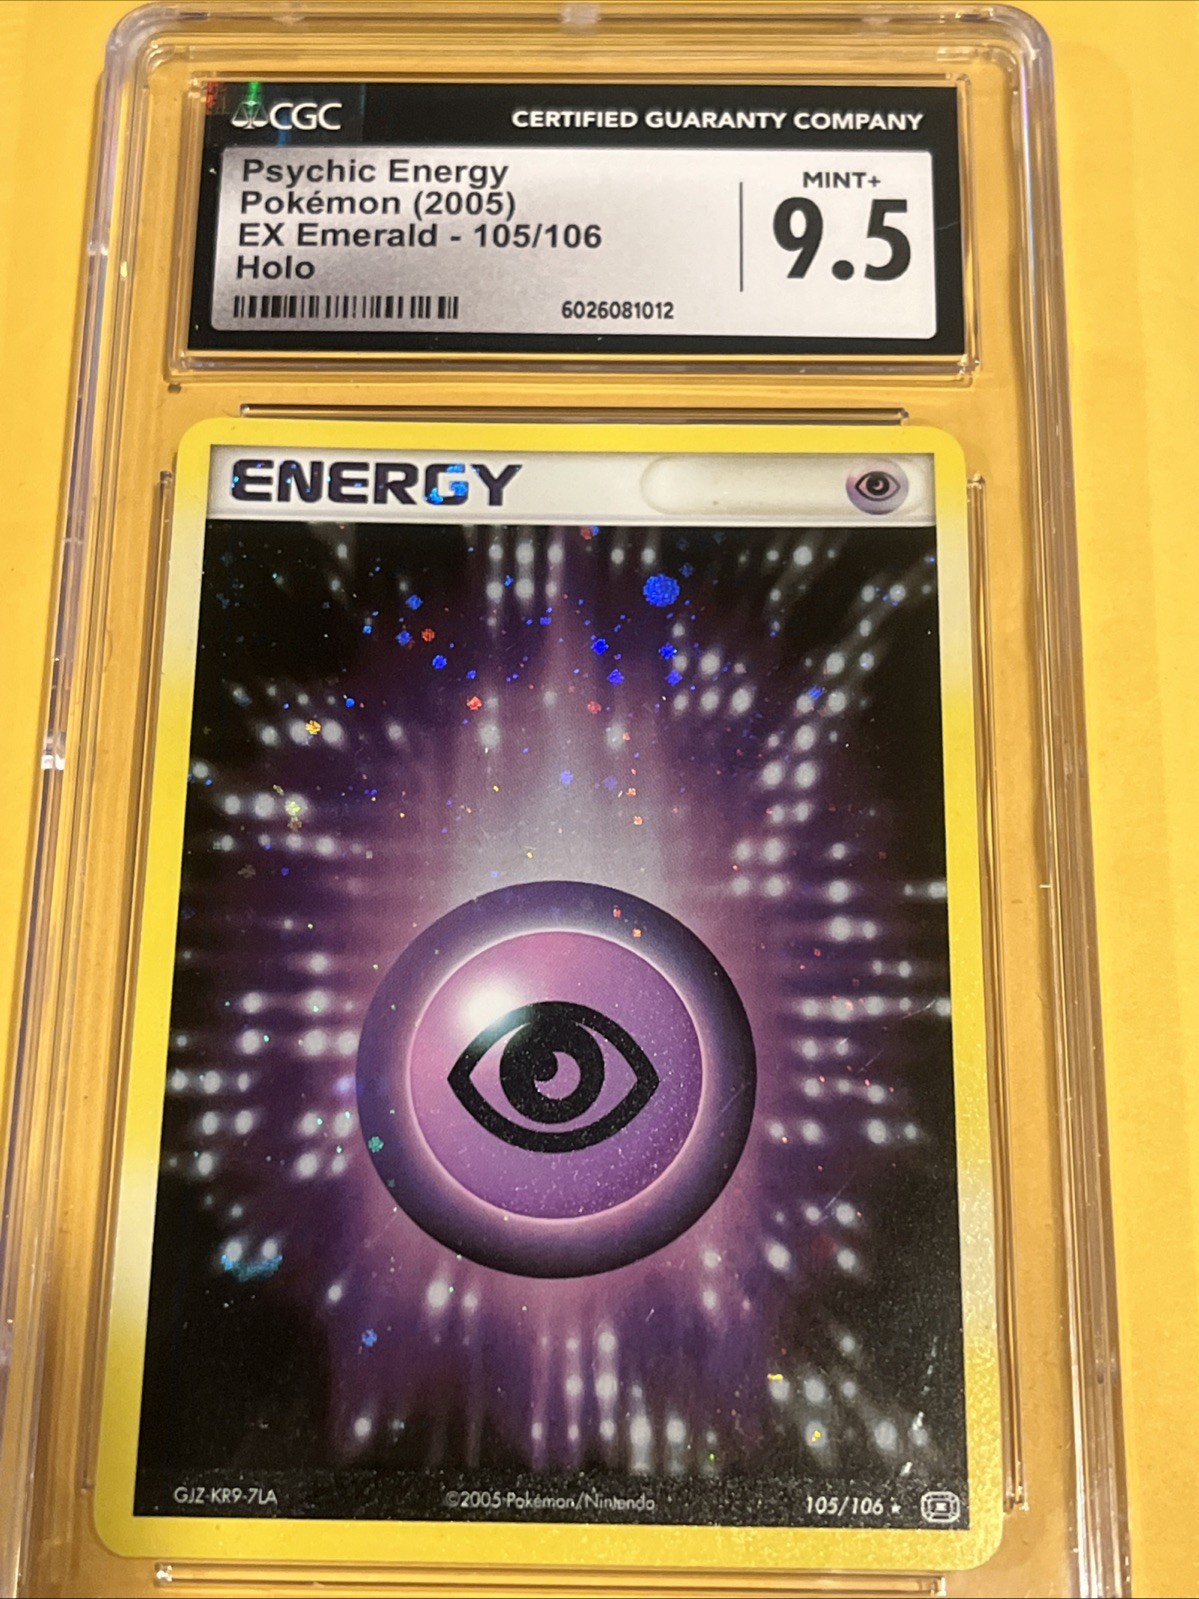 CGC
CERTIFIED GUARANTY COMPANY
Psychic Energy
Pokémon (2005)
EX Emerald - 105/106
Holo
MINT+
9.5
6026081012
ENERGY
GJZ-KR9-7LA
©2005 Pokémon/Nintendo
105/106 ★